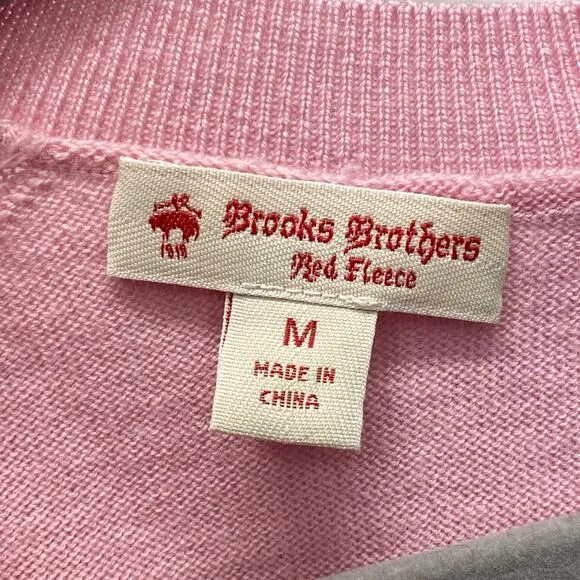 Brooks Brothers
Red Fleece
1818
M
MADE IN
CHINA